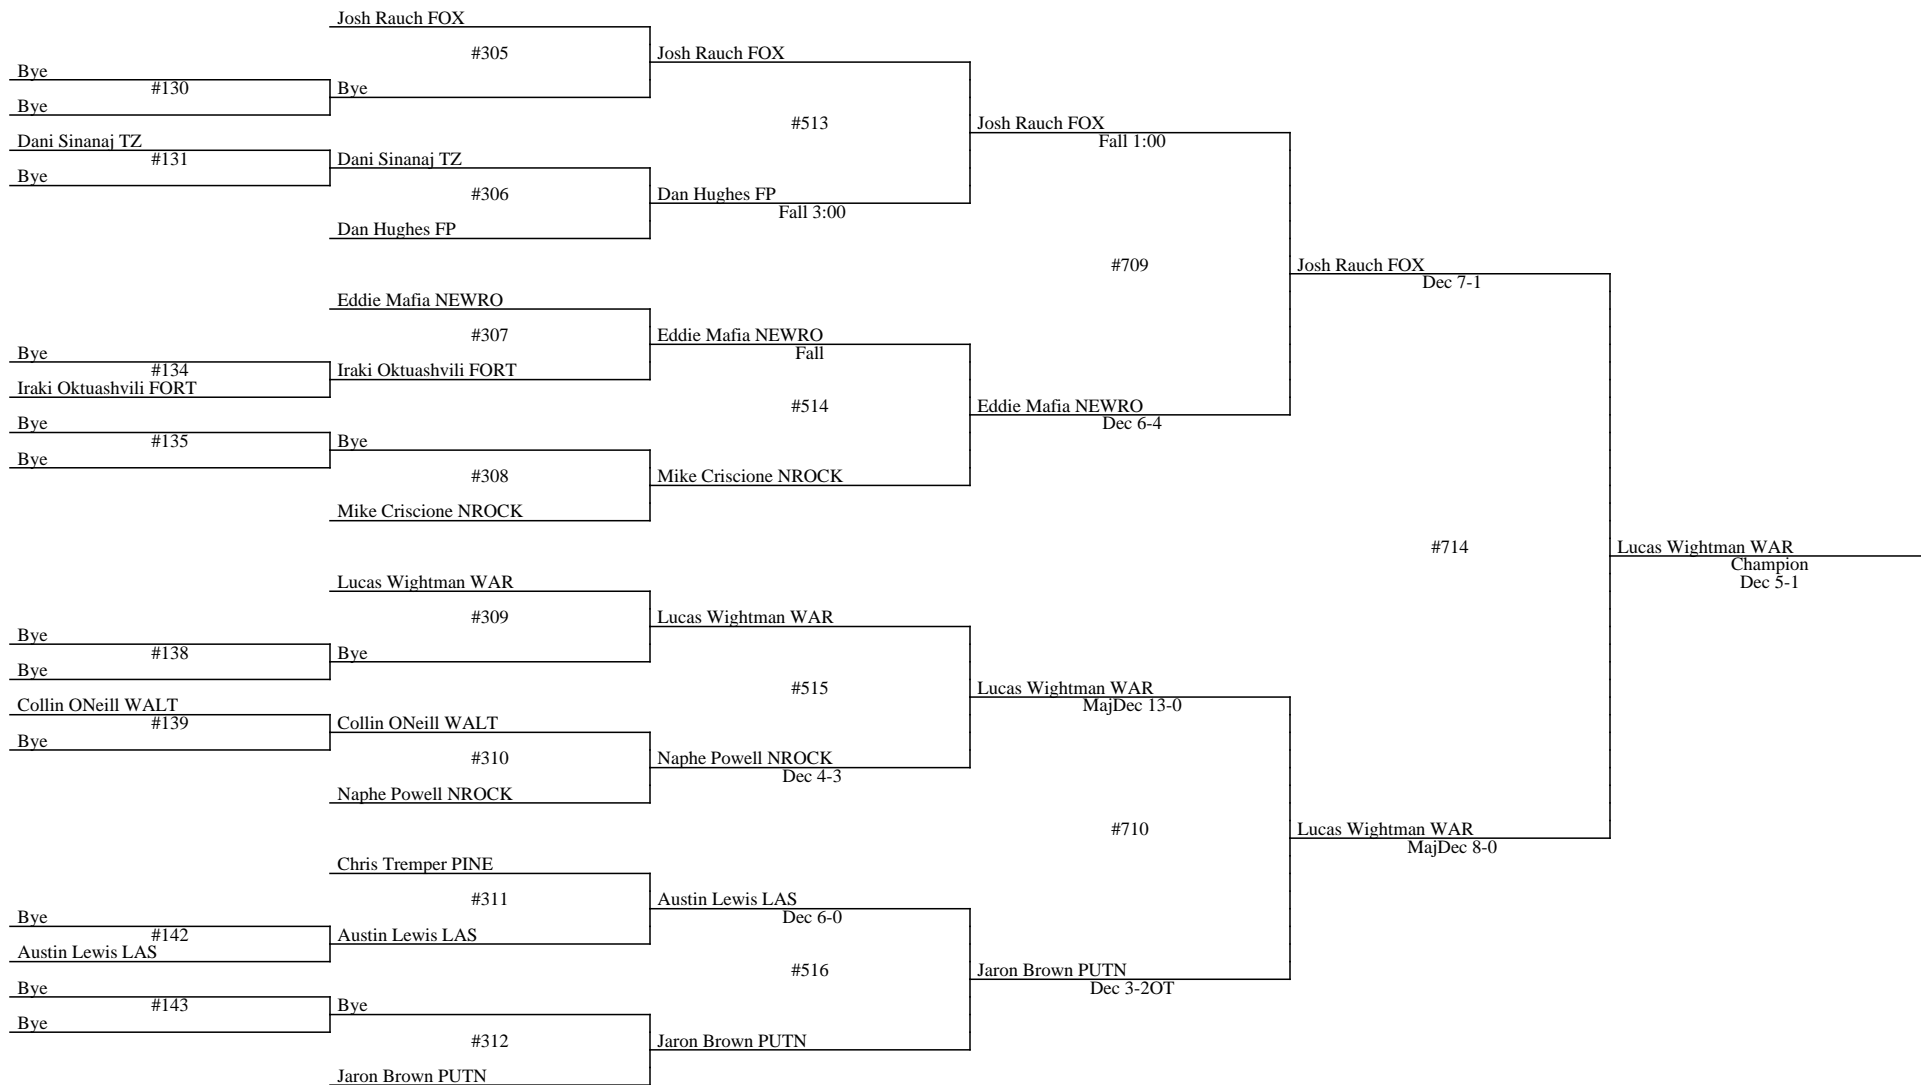 Josh Rauch FOX
#305
Josh Rauch FOX
Bye
#130
Bye
Bye
#513
Josh Rauch FOX
Fall 1:00
Dani Sinanaj TZ
#131
Dani Sinanaj TZ
Bye
#306
Dan Hughes FP
Fall 3:00
Dan Hughes FP
#709
Josh Rauch FOX
Dec 7-1
Eddie Mafia NEWRO
#307
Eddie Mafia NEWRO
Fall
Bye
#134
Iraki Oktuashvili FORT
Iraki Oktuashvili FORT
#514
Eddie Mafia NEWRO
Dec 6-4
Bye
#135
Bye
Bye
#308
Mike Criscione NROCK
Mike Criscione NROCK
#714
Lucas Wightman WAR
Champion
Dec 5-1
Lucas Wightman WAR
#309
Lucas Wightman WAR
Bye
#138
Bye
Bye
#515
Lucas Wightman WAR
MajDec 13-0
Collin ONeill WALT
#139
Collin ONeill WALT
Bye
#310
Naphe Powell NROCK
Dec 4-3
Naphe Powell NROCK
#710
Lucas Wightman WAR
MajDec 8-0
Chris Tremper PINE
#311
Austin Lewis LAS
Dec 6-0
Bye
#142
Austin Lewis LAS
Austin Lewis LAS
#516
Jaron Brown PUTN
Dec 3-2OT
Bye
#143
Bye
Bye
#312
Jaron Brown PUTN
Jaron Brown PUTN